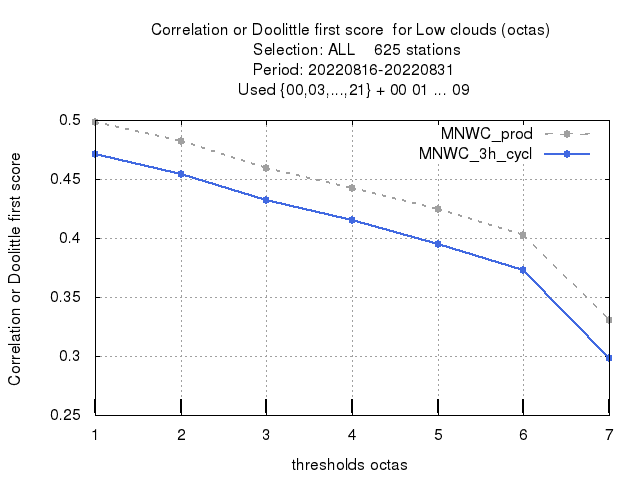 Correlation or Doolittle first score  for Low clouds (octas)
Selection: ALL    625 stations
Period: 20220816-20220831
Used {00,03,...,21} + 00 01 ... 09
MNWC_prod
MNWC_3h_cycl
Correlation or Doolittle first score
0.5
0.45
0.4
0.35
0.3
0.25
1 2 3 4 5 6 7
thresholds octas